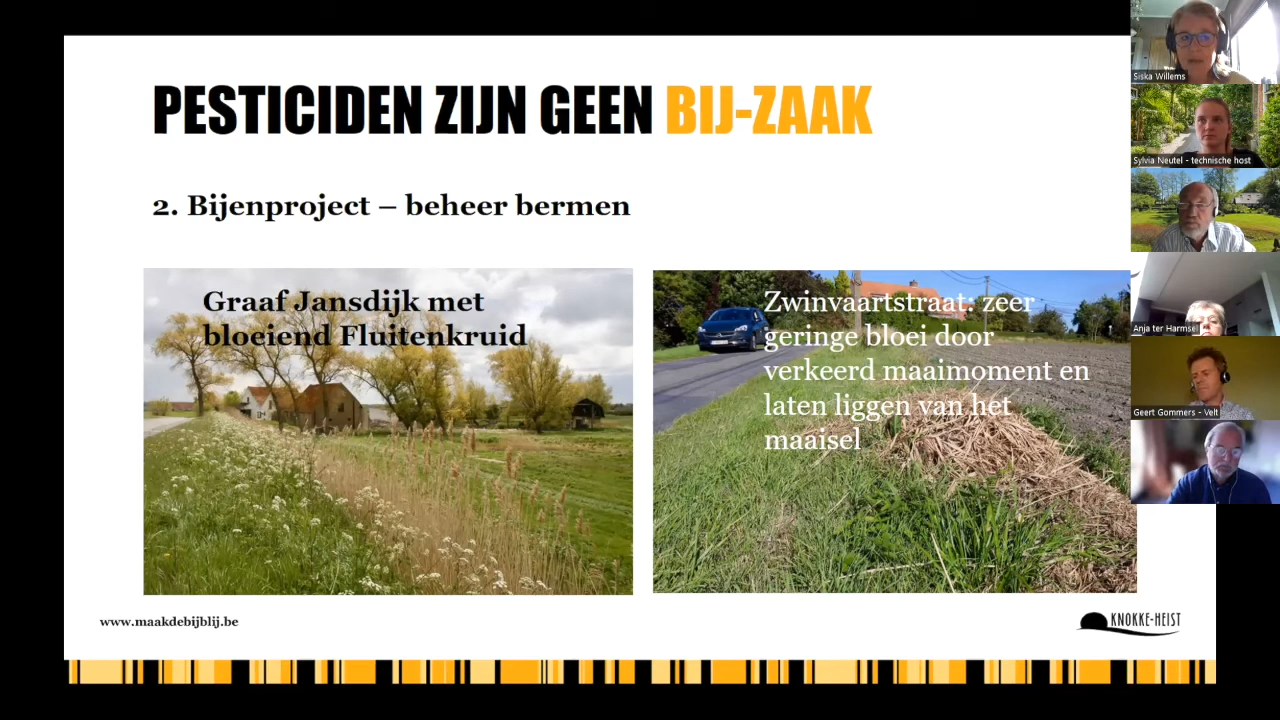 PESTICIDEN ZIJN GEEN BIJ-ZAAK
2. Bijenproject – beheer bermen
Graaf Jansdijk met
bloeiend Fluitenkruid
Zwinvaartstraat: zeer
geringe bloei door
verkeerd maaimoment en
laten liggen van het
maaisel
www.maakdebijblij.be
KNOKKE-HEIST
Siska Willems
Sylvia Neutel - technische host
Anja ter Harmsel
Geert Gommers - Velt